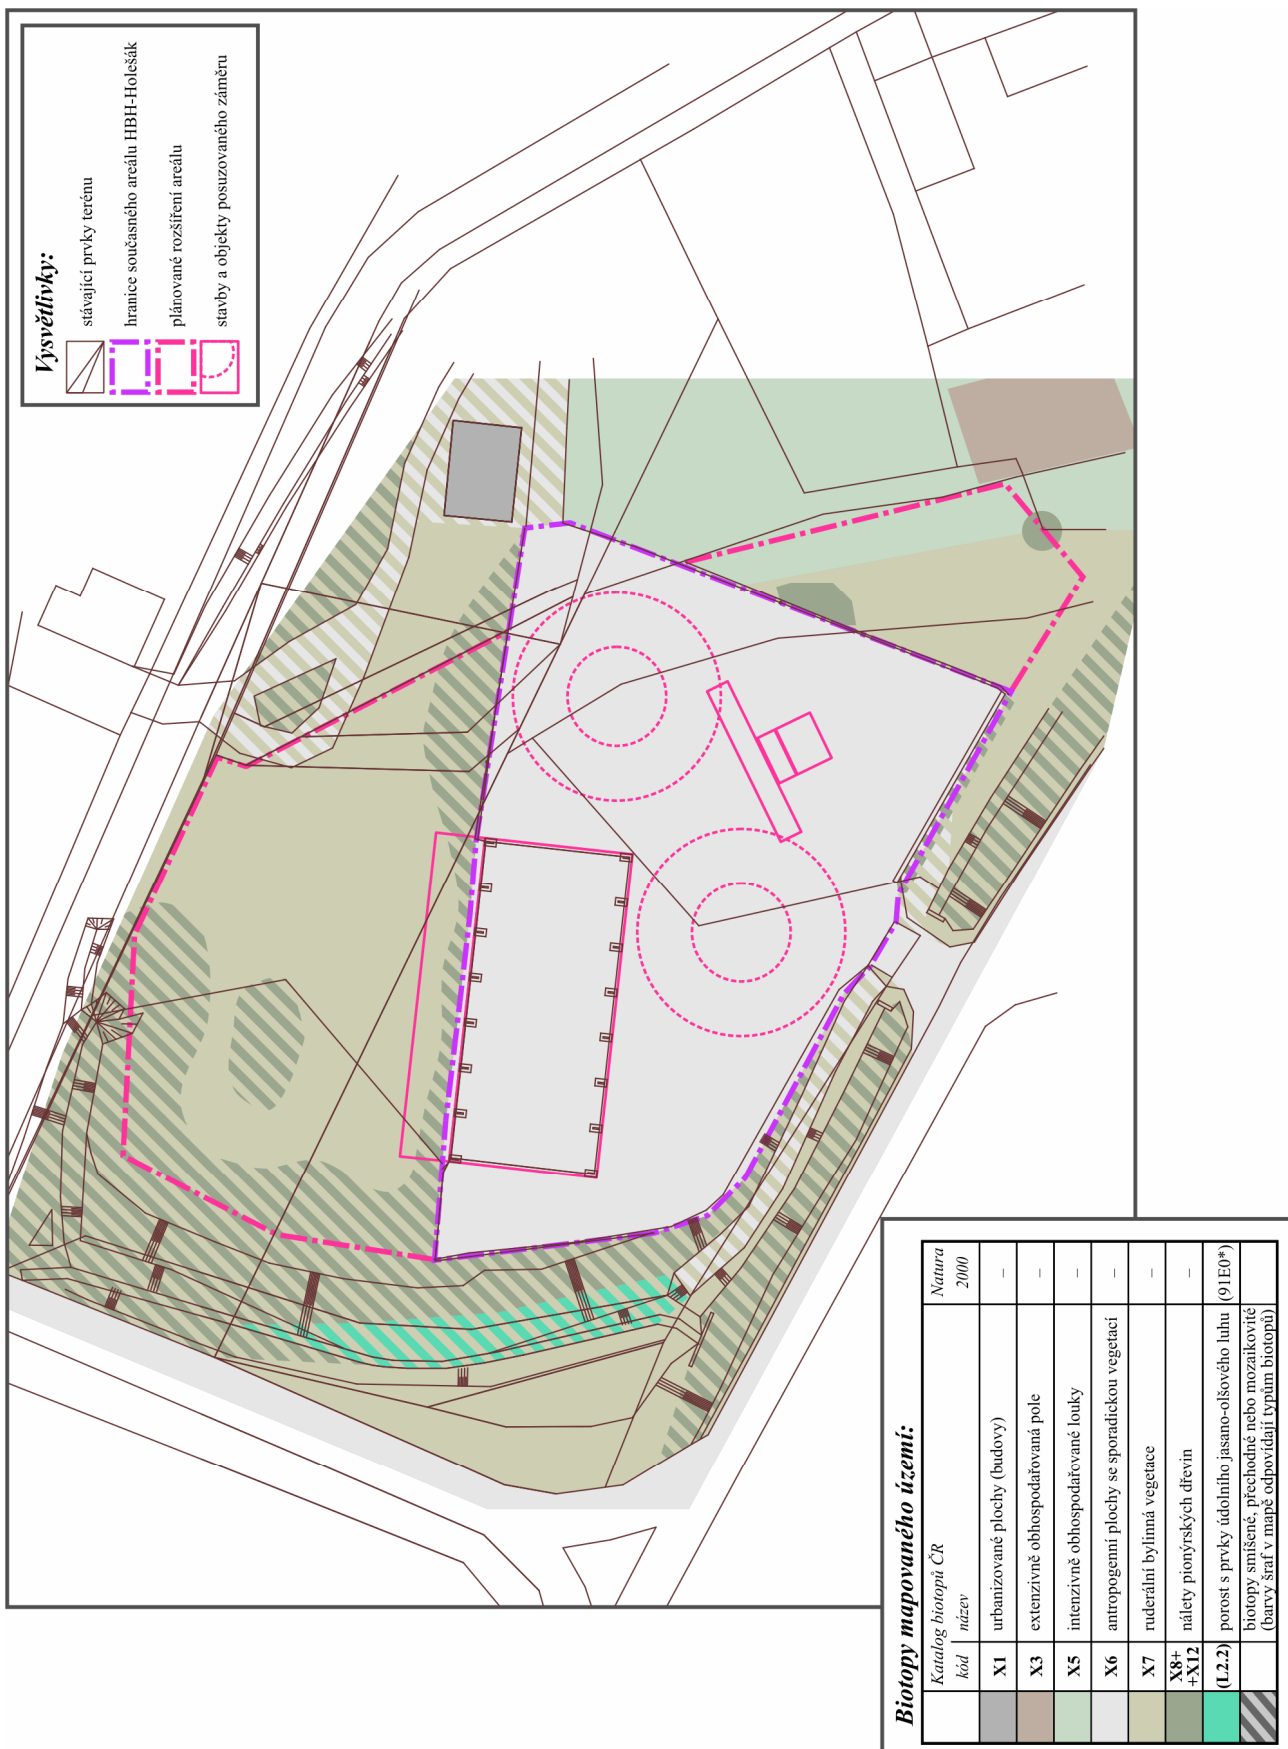 Vysvětlivky:
stávající prvky terénu
hranice současného areálu HBH-Holešák
plánované rozšíření areálu
stavby a objekty posuzovaného záměru
Biotopy mapovaného území:
Katalog biotopů ČR Natura
kód název 2000
X1 urbanizované plochy (budovy) –
X3 extenzivně obhospodařovaná pole –
X5 intenzivně obhospodařované louky –
X6 antropogenní plochy se sporadickou vegetací –
X7 ruderální bylinná vegetace –
X8+
+X12 nálety pionýrských dřevin –
(L2.2) porost s prvky údolního jasano-olšového luhu (91E0*)
biotopy smíšené, přechodné nebo mozaikovité
(barvy šraf v mapě odpovídají typům biotopů)